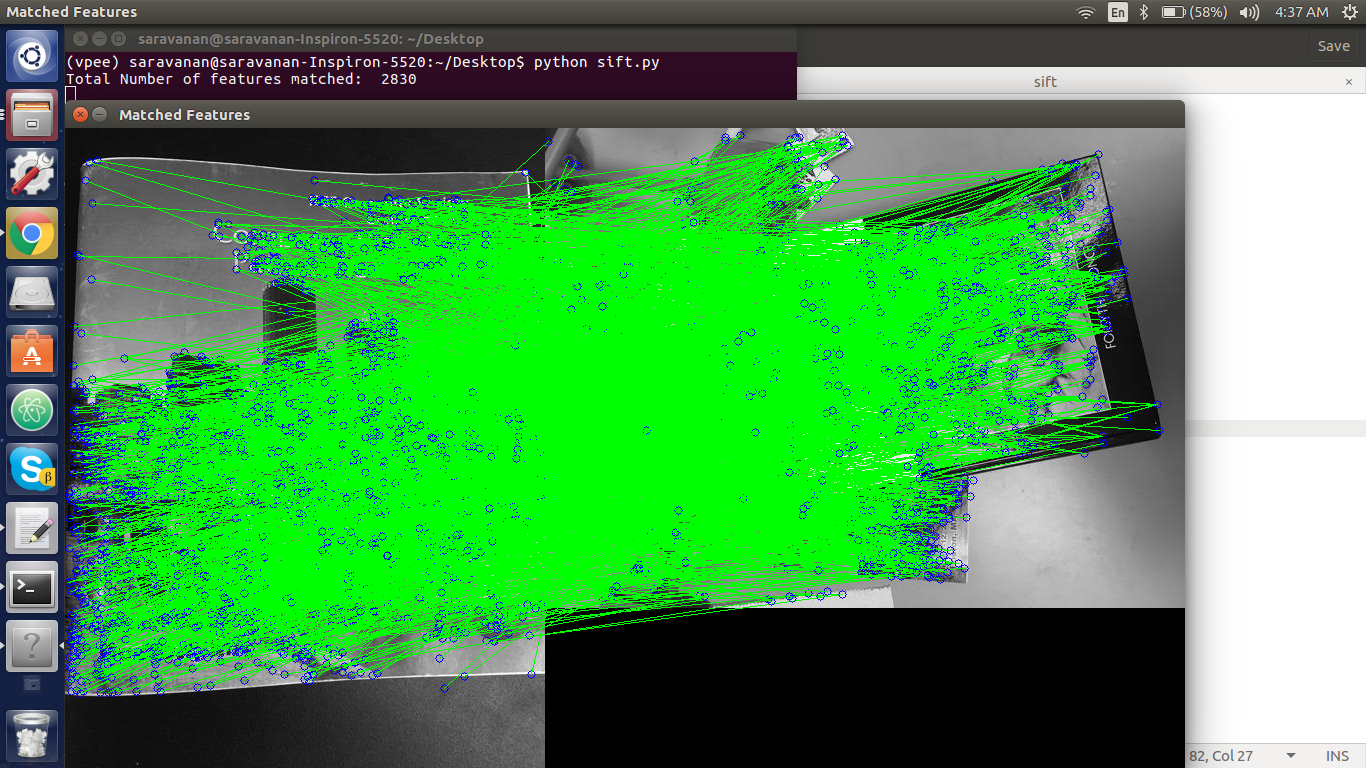 Matched Features
En
(58%)
4:37 AM
saravanan@saravanan-Inspiron-5520: ~/Desktop
Save
(vpee) saravanan@saravanan-Inspiron-5520:~/Desktop$ python sift.py
Total Number of features matched:  2830
sift
×
Matched Features
82, Col 27
INS